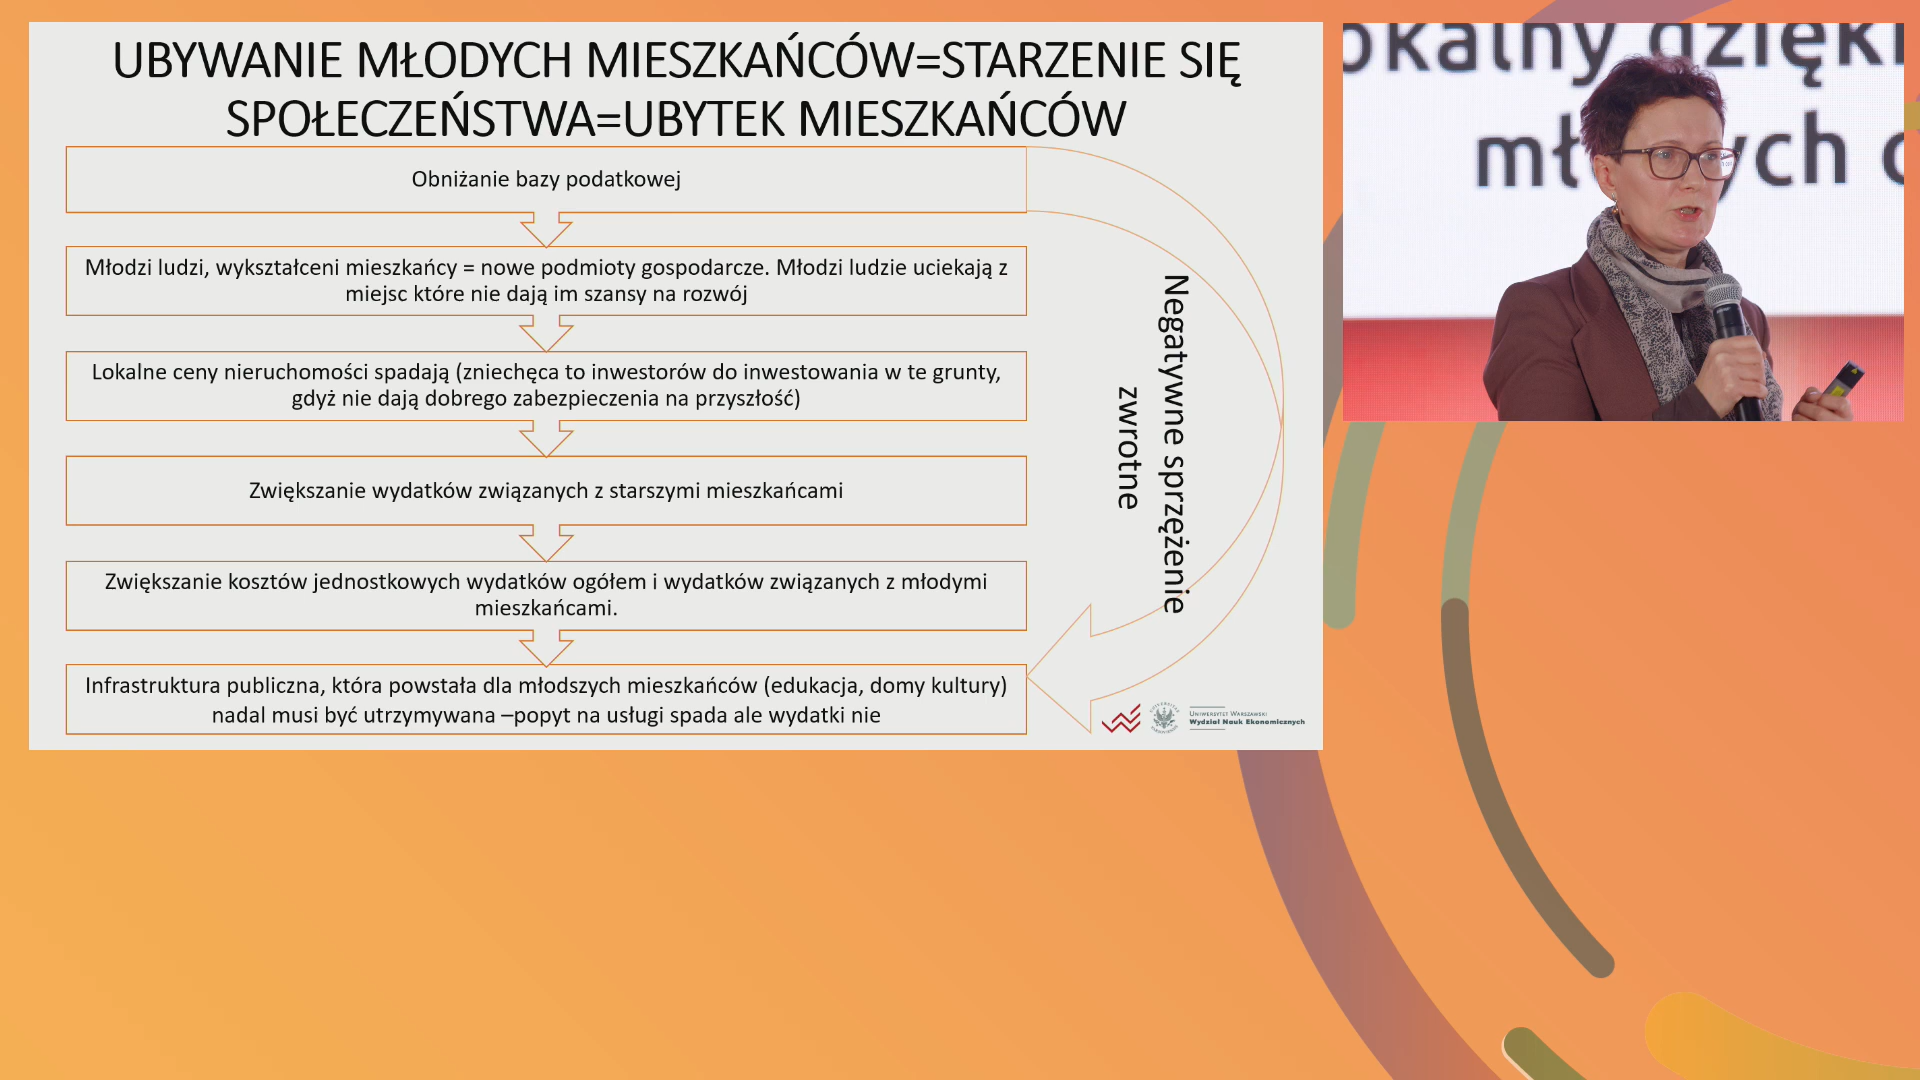 UBYWANIE MŁODYCH MIESZKAŃCÓW=STARZENIE SIĘ
SPOŁECZEŃSTWA=UBYTEK MIESZKAŃCÓW
Obniżanie bazy podatkowej
Młodzi ludzi, wykształceni mieszkańcy = nowe podmioty gospodarcze. Młodzi ludzie uciekają z
miejsc które nie dają im szansy na rozwój
Lokalne ceny nieruchomości spadają (zniechęca to inwestorów do inwestowania w te grunty,
gdyż nie dają dobrego zabezpieczenia na przyszłość)
Zwiększanie wydatków związanych z starszymi mieszkańcami
Zwiększanie kosztów jednostkowych wydatków ogółem i wydatków związanych z młodymi
mieszkańcami.
Infrastruktura publiczna, która powstała dla młodszych mieszkańców (edukacja, domy kultury)
nadal musi być utrzymywana –popyt na usługi spada ale wydatki nie
Negatywne sprzężenie
zwrotne
Uniwersytet Warszawski
Wydział Nauk Ekonomicznych
okalny dzięki